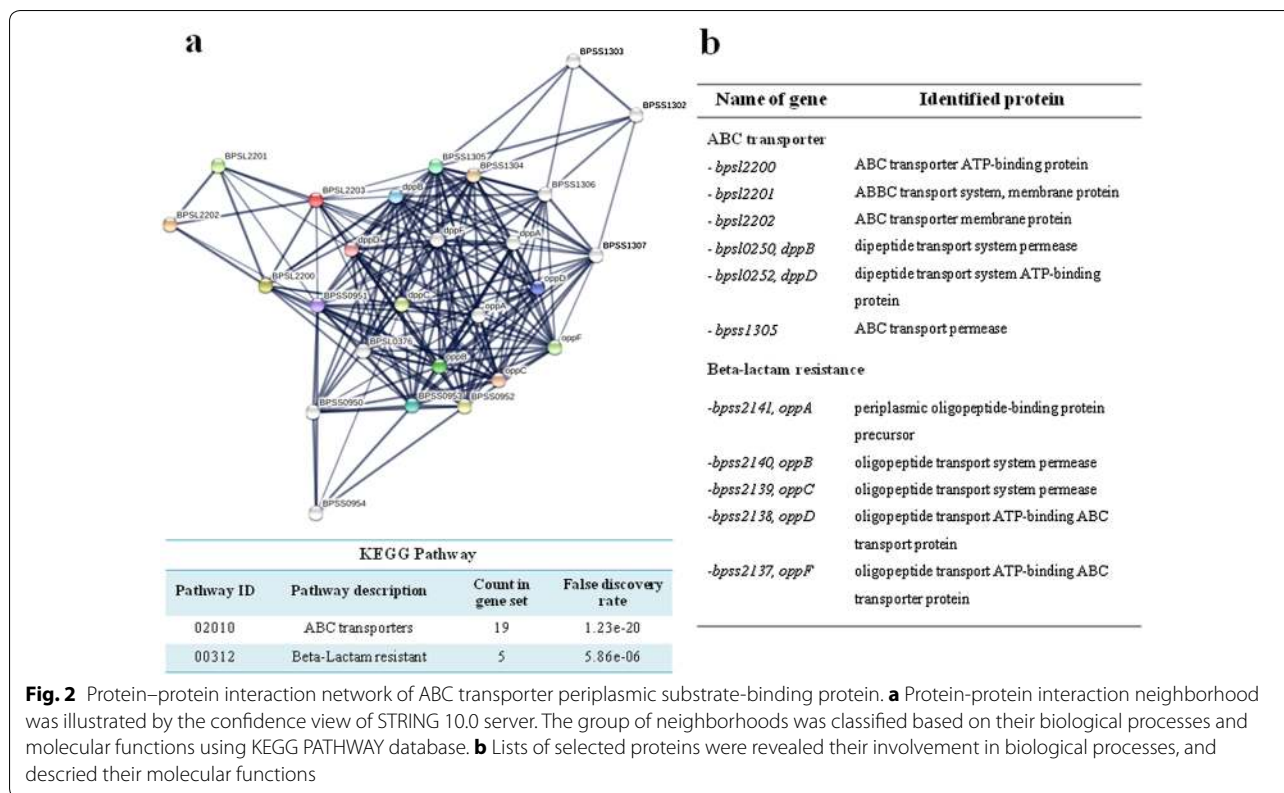 a
BPSS1303
BPSS1302
BPSL2201
BPSS1305
BPSS1304
BPSL2203
dppB
BPSS1306
BPSL2202
dppF
dppA
dppD
BPSS1307
BPSL2200
oppD
BPSS0951
dppC
oppA
BPSL0376
oppF
oppB
oppC
BPSS0953
BPSS0952
BPSS0950
BPSS0954
KEGG Pathway
Pathway ID Pathway description Count in gene set False discovery rate
02010 ABC transporters 19 1.23e-20
00312 Beta-Lactam resistant 5 5.86e-06
b
Name of gene Identified protein
ABC transporter
- bpsl2200 ABC transporter ATP-binding protein
- bpsl2201 ABBC transport system, membrane protein
- bpsl2202 ABC transporter membrane protein
- bpsl0250, dppB dipeptide transport system permease
- bpsl0252, dppD dipeptide transport system ATP-binding
protein
- bpss1305 ABC transport permease
Beta-lactam resistance
-bpss2141, oppA periplasmic oligopeptide-binding protein
precursor
-bpss2140, oppB oligopeptide transport system permease
-bpss2139, oppC oligopeptide transport system permease
-bpss2138, oppD oligopeptide transport ATP-binding ABC
transport protein
-bpss2137, oppF oligopeptide transport ATP-binding ABC
transporter protein
Fig. 2 Protein–protein interaction network of ABC transporter periplasmic substrate-binding protein. a Protein-protein interaction neighborhood
was illustrated by the confidence view of STRING 10.0 server. The group of neighborhoods was classified based on their biological processes and
molecular functions using KEGG PATHWAY database. b Lists of selected proteins were revealed their involvement in biological processes, and
descried their molecular functions